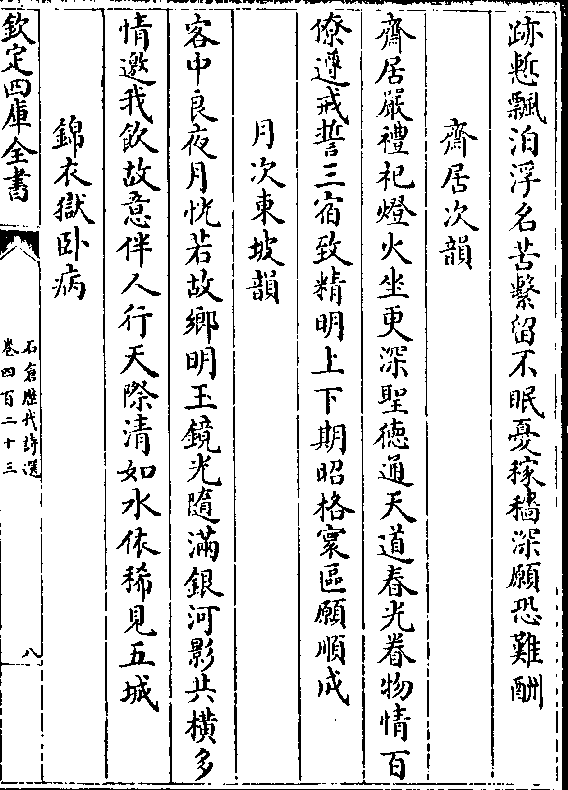 跡慙飄泊浮名苦繫留不眠憂稼穡深願恐難酬
齋居次韻
齋居嚴禮祀燈火坐更深聖德通天道春光眷物情百
僚遵戒誓三宿致精明上下期昭格寰區願順成
月次東坡韻
客中良夜月恍若故鄉明玉鏡光隨滿銀河影共橫多
情邀我飲故意伴人行天際清如水依稀見五城
錦衣獄卧病
欽定四庫全書
石倉歷代詩選
卷四百二十三
八